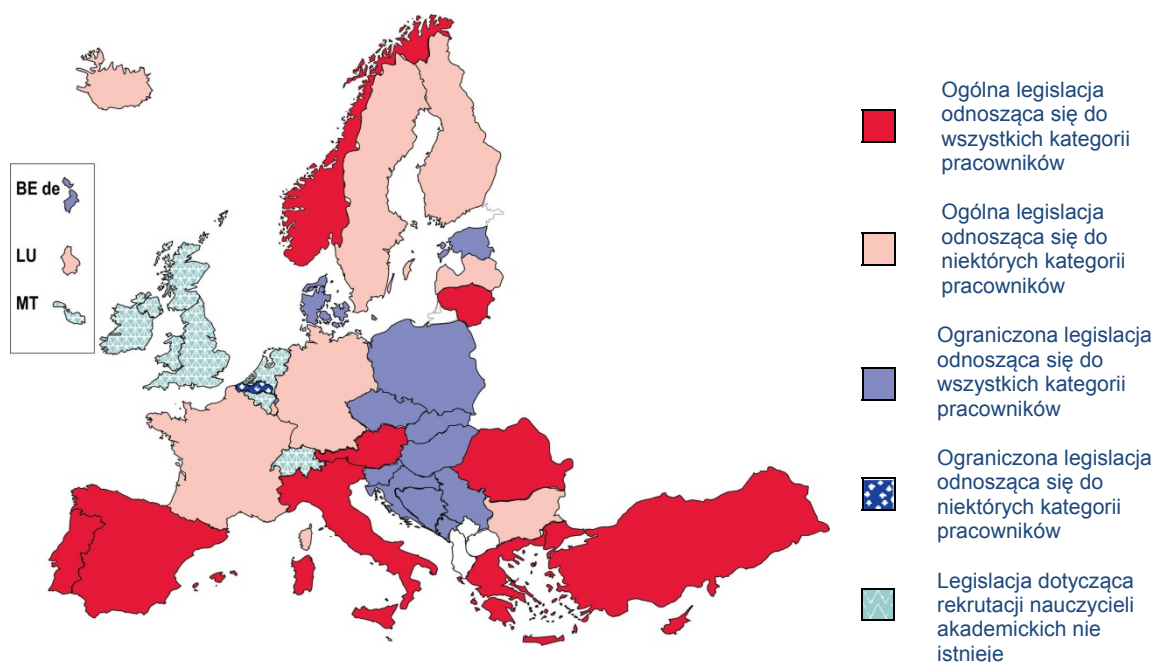 BE de
LU
MT
Ogólna legislacja
odnosząca się do
wszystkich kategorii
pracowników
Ogólna legislacja
odnosząca się do
niektórych kategorii
pracowników
Ograniczona legislacja
odnosząca się do
wszystkich kategorii
pracowników
Ograniczona legislacja
odnosząca się do
niektórych kategorii
pracowników
Legislacja dotycząca
rekrutacji nauczycieli
akademickich nie
istnieje